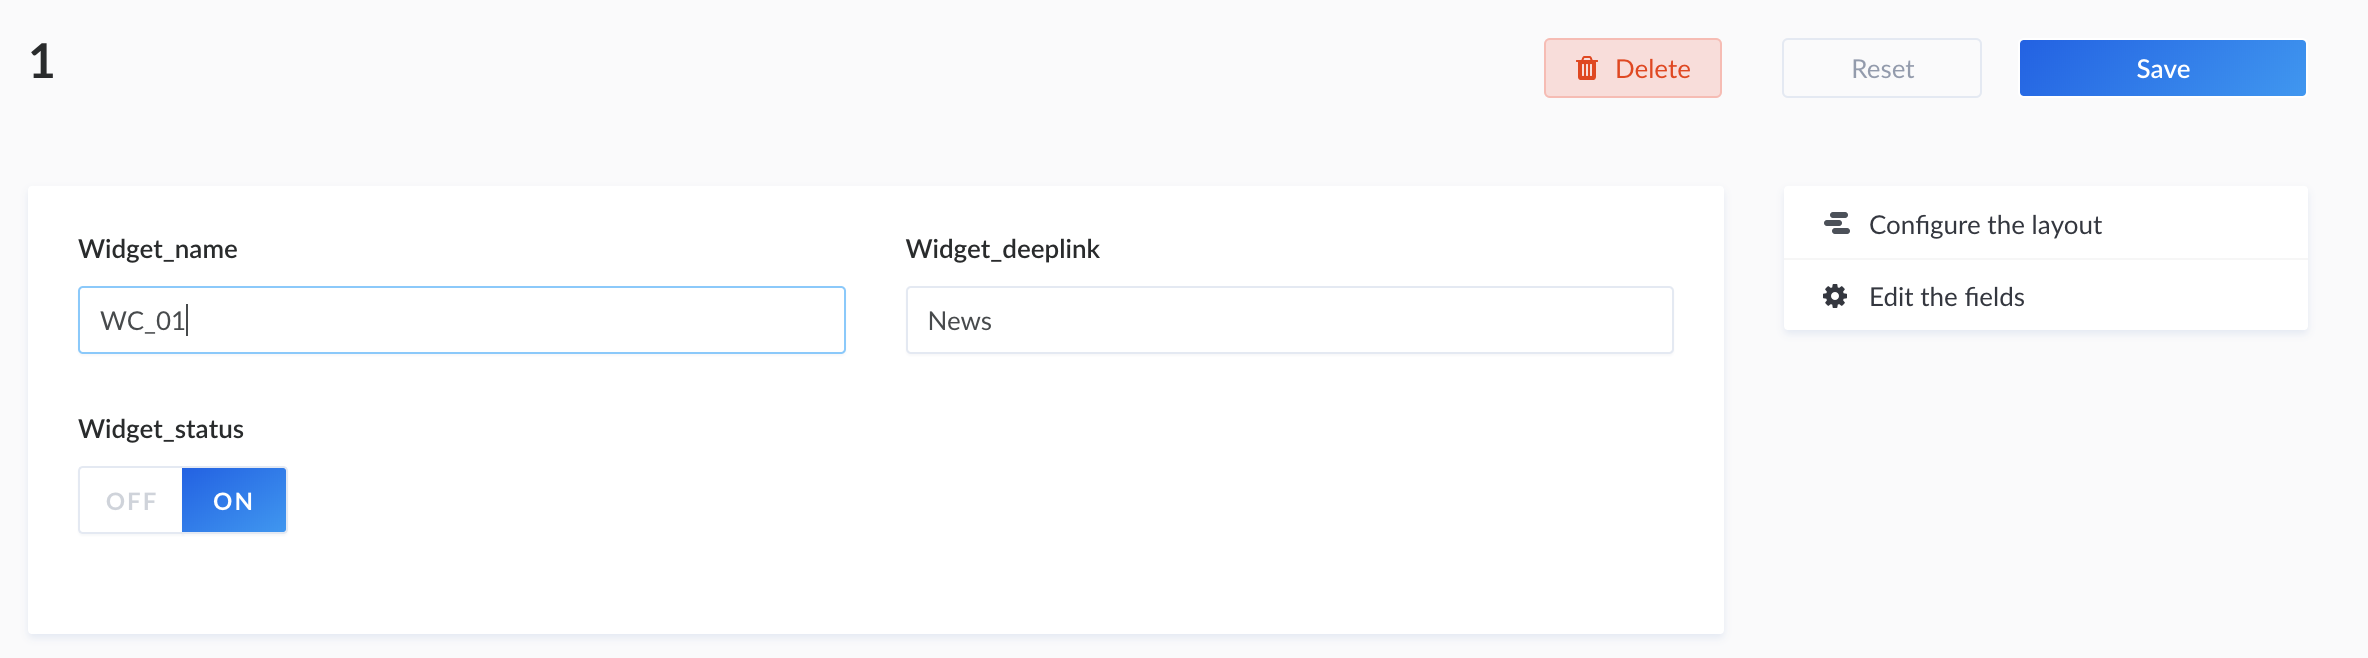 1
Delete
Reset
Save
Widget_name
Widget_deeplink
WC_01
News
Widget_status
OFF
ON
Configure the layout
Edit the fields